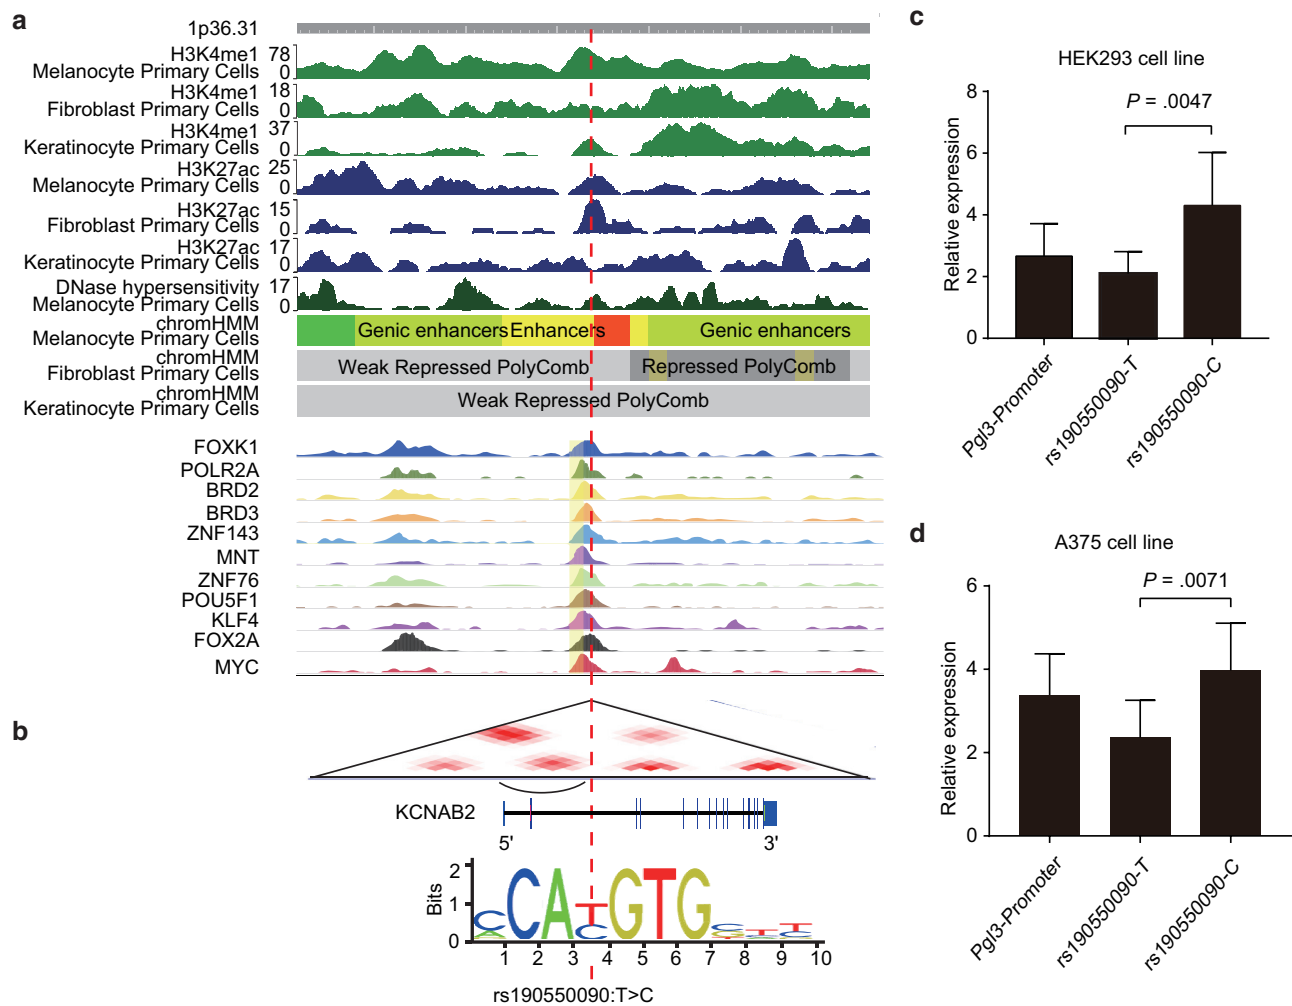 a
1p36.31
H3K4me1 78
Melanocyte Primary Cells 0
H3K4me1 18
Fibroblast Primary Cells 0
H3K4me1 37
Keratinocyte Primary Cells 0
H3K27ac 25
Melanocyte Primary Cells 0
H3K27ac 15
Fibroblast Primary Cells 0
H3K27ac 17
Keratinocyte Primary Cells 0
DNase hypersensitivity 17
Melanocyte Primary Cells 0
chromHMM
Melanocyte Primary Cells
Genic enhancers Enhancers Genic enhancers
chromHMM
Fibroblast Primary Cells
Weak Repressed PolyComb Repressed PolyComb
chromHMM
Keratinocyte Primary Cells
Weak Repressed PolyComb
FOXK1
POLR2A
BRD2
BRD3
ZNF143
MNT
ZNF76
POU5F1
KLF4
FOX2A
MYC
b
KCNAB2
5' 3'
Bits
2
1
0
C A C A T C G T G C G T C T C
1 2 3 4 5 6 7 8 9 10
rs190550090:T>C
c
HEK293 cell line
P = .0047
Relative expression
8
6
4
2
0
Pgl3-Promoter
rs190550090-T
rs190550090-C
d
A375 cell line
P = .0071
Relative expression
6
4
2
0
Pgl3-Promoter
rs190550090-T
rs190550090-C